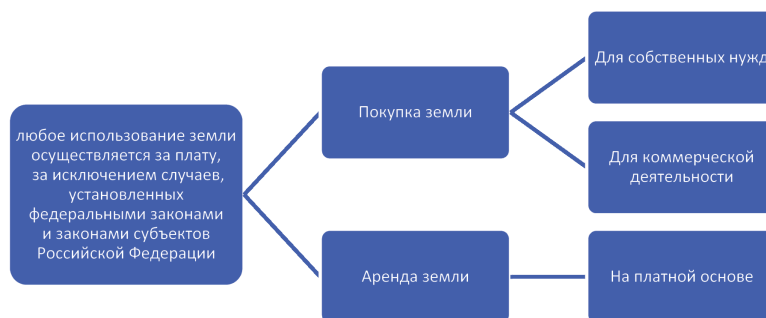 любое использование земли
осуществляется за плату,
за исключением случаев,
установленных
федеральными законами
и законами субъектов
Российской Федерации
Покупка земли
Для собственных нужд
Для коммерческой
деятельности
Аренда земли
На платной основе